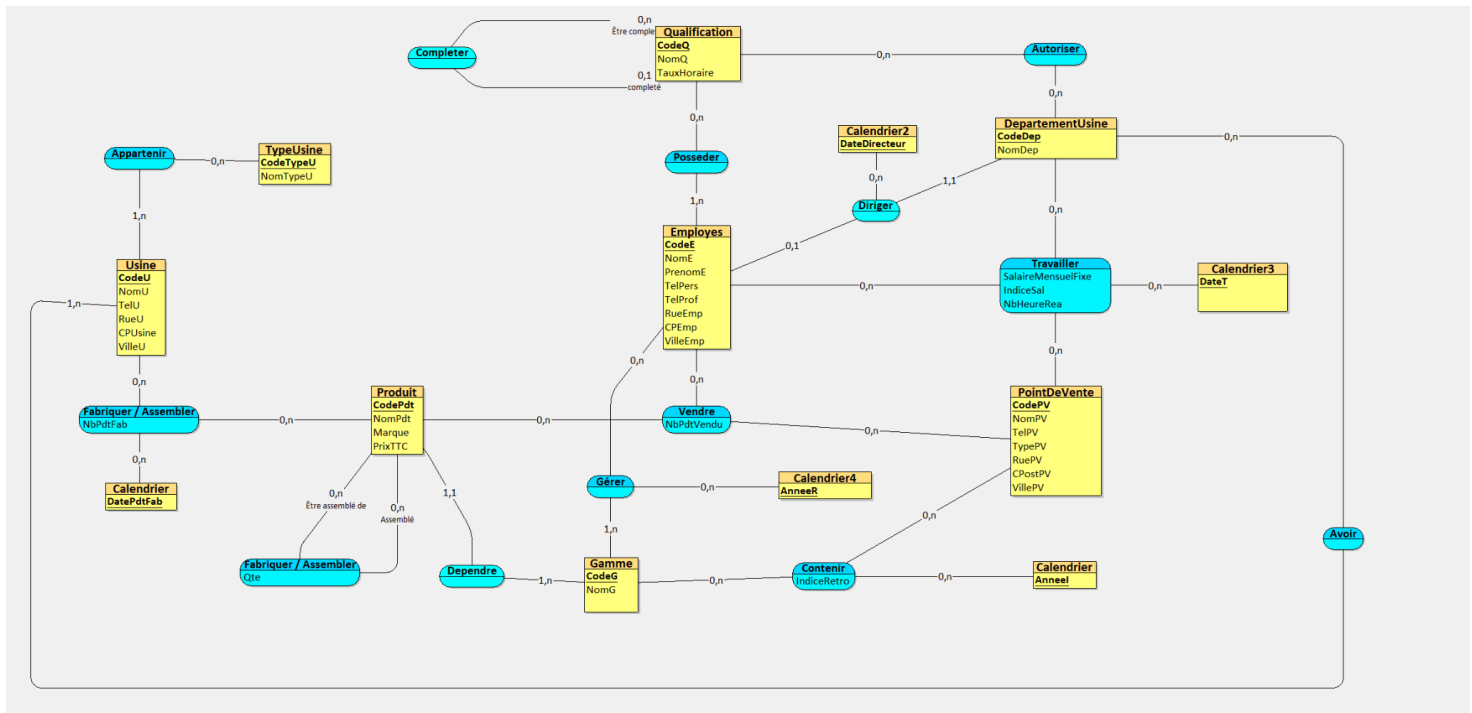 0,n
Être comple
Completer
0,1
completé
Qualification
CodeQ
NomQ
TauxHoraire
0,n
Autoriser
0,n
0,n
DepartementUsine
CodeDep
NomDep
0,n
Calendrier2
DateDirecteur
0,n
Diriger
1,1
0,1
Posseder
1,n
Appartenir
0,n
TypeUsine
CodeTypeU
NomTypeU
1,n
Usine
CodeU
NomU
TelU
RueU
CPUsine
VilleU
1,n
Employes
CodeE
NomE
PrenomE
TelPers
TelProf
RueEmp
CPEmp
VilleEmp
0,n
0,n
Travailler
SalaireMensuelFixe
IndiceSal
NbHeureRea
0,n
Calendrier3
DateT
0,n
0,n
0,n
0,n
Fabriquer / Assembler
NbPdtFab
0,n
Produit
CodePdt
NomPdt
Marque
PrixTTC
0,n
Vendre
NbPdtVendu
0,n
PointDeVente
CodePV
NomPV
TelPV
TypePV
RuePV
CPostPV
VillePV
0,n
Calendrier
DatePdtFab
0,n
Être assemblé de
0,n
Assemblé
1,1
Gérer
0,n
Calendrier4
AnneeR
0,n
1,n
Avoir
Fabriquer / Assembler
Qte
Dependre
1,n
Gamme
CodeG
NomG
0,n
Contenir
IndiceRetro
0,n
Calendrier
AnneeI